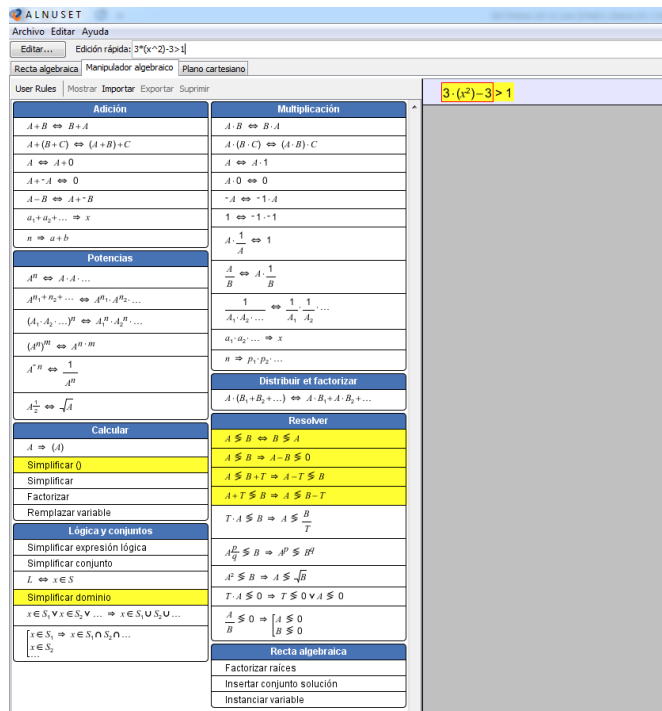 ALNUSET
Archivo Editar Ayuda
Editar... Edición rápida: 3*(x^2)-3>1
Recta algebraica Manipulador algebraico Plano cartesiano
User Rules Mostrar Importar Exportar Suprimir
Adición
A+B ⇔ B+A
A+(B+C) ⇔ (A+B)+C
A ⇔ A+0
A+⁻A ⇔ 0
A−B ⇔ A+⁻B
a₁+a₂+… ⇒ x
n ⇒ a+b
Potencias
Aⁿ ⇔ A·A·…
A^(n₁+n₂+…) ⇔ A^n₁·A^n₂·…
(A₁·A₂·…)ⁿ ⇔ A₁ⁿ·A₂ⁿ·…
(Aⁿ)ᵐ ⇔ Aⁿ˙ᵐ
A⁻ⁿ ⇔ 1/Aⁿ
A^½ ⇔ √A
Calcular
A ⇒ (A)
Simplificar ()
Simplificar
Factorizar
Remplazar variable
Lógica y conjuntos
Simplificar expresión lógica
Simplificar conjunto
L ⇔ x∈S
Simplificar dominio
x∈S₁∨x∈S₂∨… ⇒ x∈S₁∪S₂∪…
[x∈S₁ ⇒ x∈S₁∩S₂∩…
x∈S₂
…
Multiplicación
A·B ⇔ B·A
A·(B·C) ⇔ (A·B)·C
A ⇔ A·1
A·0 ⇔ 0
⁻A ⇔ ⁻1·A
1 ⇔ ⁻1·⁻1
A·1/A ⇔ 1
A/B ⇔ A·1/B
1/(A₁·A₂·…) ⇔ 1/A₁·1/A₂·…
a₁·a₂·… ⇒ x
n ⇒ p₁·p₂·…
Distribuir et factorizar
A·(B₁+B₂+…) ⇔ A·B₁+A·B₂+…
Resolver
A ≶ B ⇔ B ≶ A
A ≶ B ⇒ A−B ≶ 0
A ≶ B+T ⇒ A−T ≶ B
A+T ≶ B ⇒ A ≶ B−T
T·A ≶ B ⇒ A ≶ B/T
A^(p/q) ≶ B ⇒ Aᵖ ≶ B^q
A² ≶ B ⇒ A ≶ √B
T·A ≶ 0 ⇒ T ≶ 0 ∨ A ≶ 0
A/B ≶ 0 ⇒ [A ≶ 0
B ≶ 0
Recta algebraica
Factorizar raíces
Insertar conjunto solución
Instanciar variable
3·(x²)−3 > 1